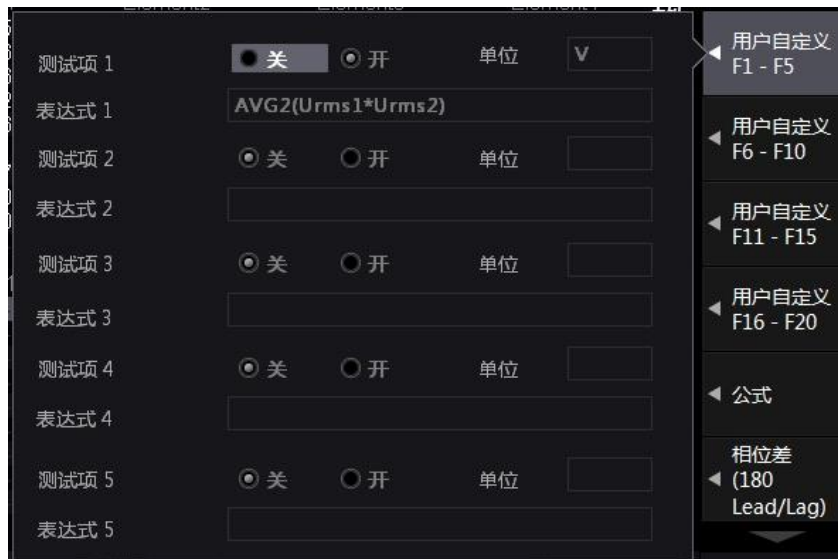 测试项 1 关 开 单位 V
表达式 1 AVG2(Urms1*Urms2)
测试项 2 关 开 单位
表达式 2
测试项 3 关 开 单位
表达式 3
测试项 4 关 开 单位
表达式 4
测试项 5 关 开 单位
表达式 5
用户自定义
F1 - F5
用户自定义
F6 - F10
用户自定义
F11 - F15
用户自定义
F16 - F20
公式
相位差
(180
Lead/Lag)